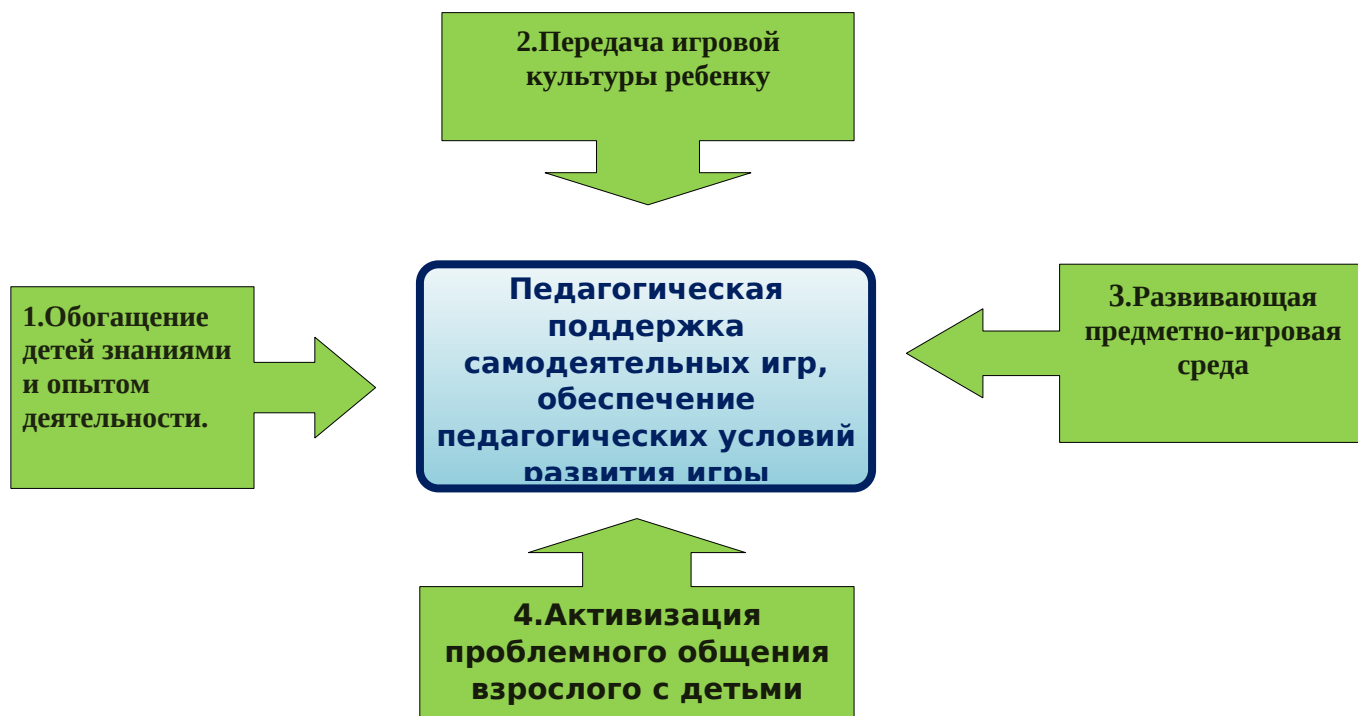 2.Передача игровой
культуры ребенку
1.Обогащение
детей знаниями
и опытом
деятельности.
Педагогическая
поддержка
самодеятельных игр,
обеспечение
педагогических условий
развития игры
3.Развивающая
предметно-игровая
среда
4.Активизация
проблемного общения
взрослого с детьми